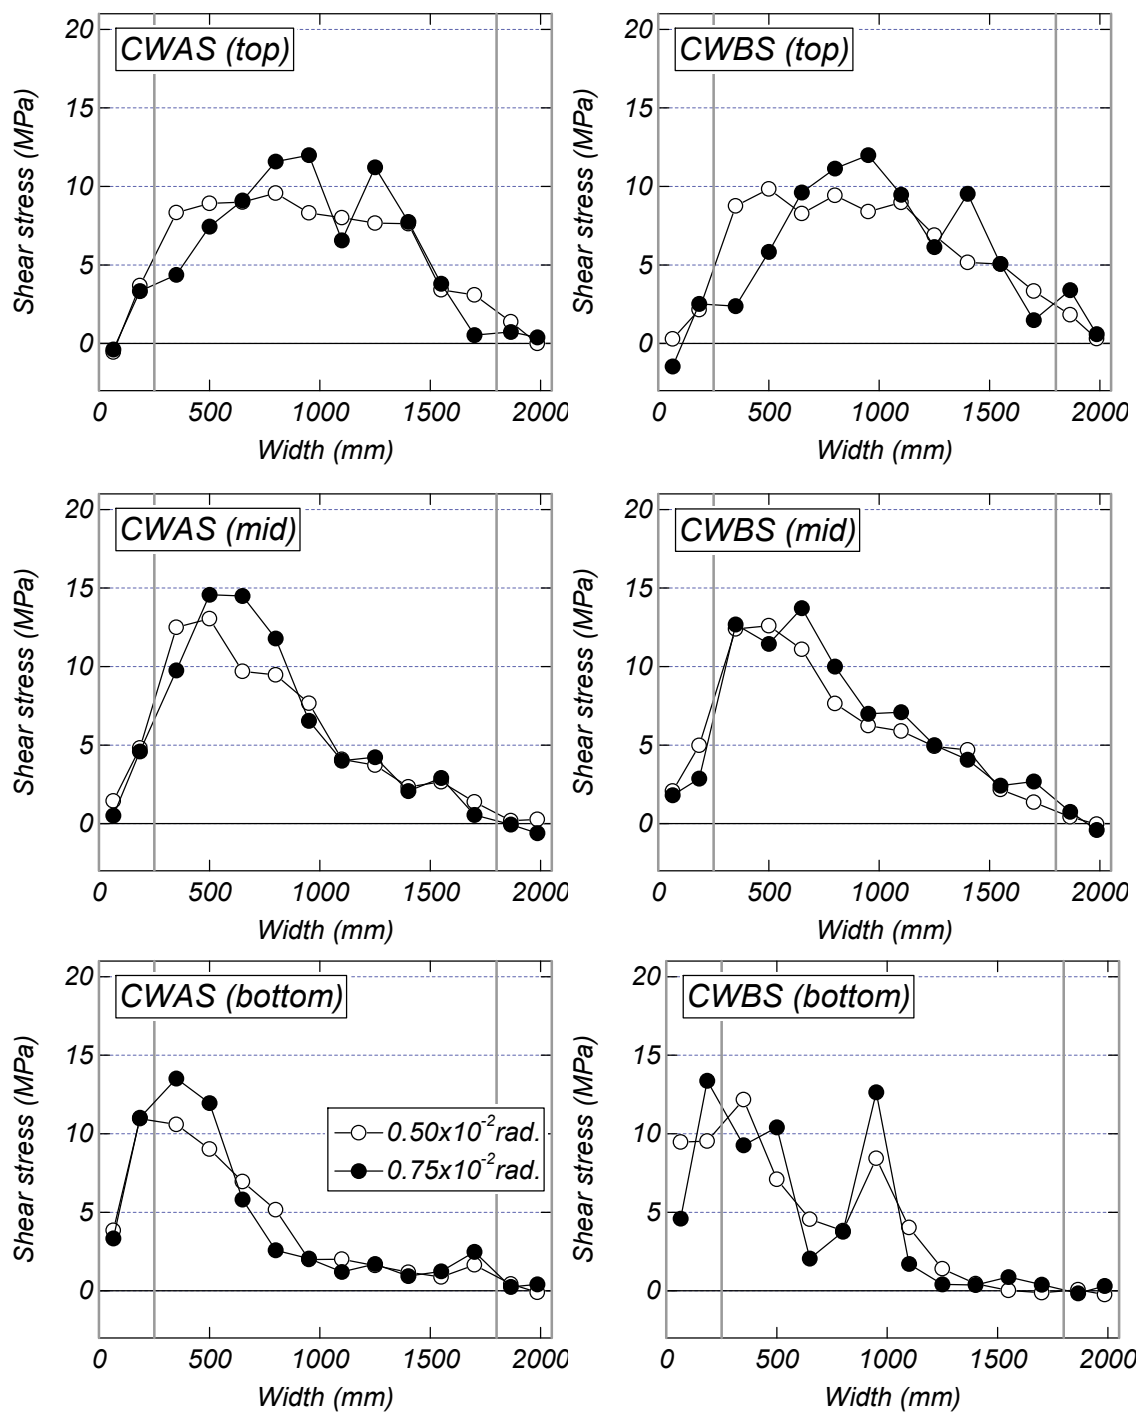 CWAS (top)
Shear stress (MPa)
20
15
10
5
0
0 500 1000 1500 2000
Width (mm)
CWBS (top)
Shear stress (MPa)
20
15
10
5
0
0 500 1000 1500 2000
Width (mm)
CWAS (mid)
Shear stress (MPa)
20
15
10
5
0
0 500 1000 1500 2000
Width (mm)
CWBS (mid)
Shear stress (MPa)
20
15
10
5
0
0 500 1000 1500 2000
Width (mm)
CWAS (bottom)
Shear stress (MPa)
20
15
10
5
0
0.50x10⁻²rad.
0.75x10⁻²rad.
0 500 1000 1500 2000
Width (mm)
CWBS (bottom)
Shear stress (MPa)
20
15
10
5
0
0 500 1000 1500 2000
Width (mm)